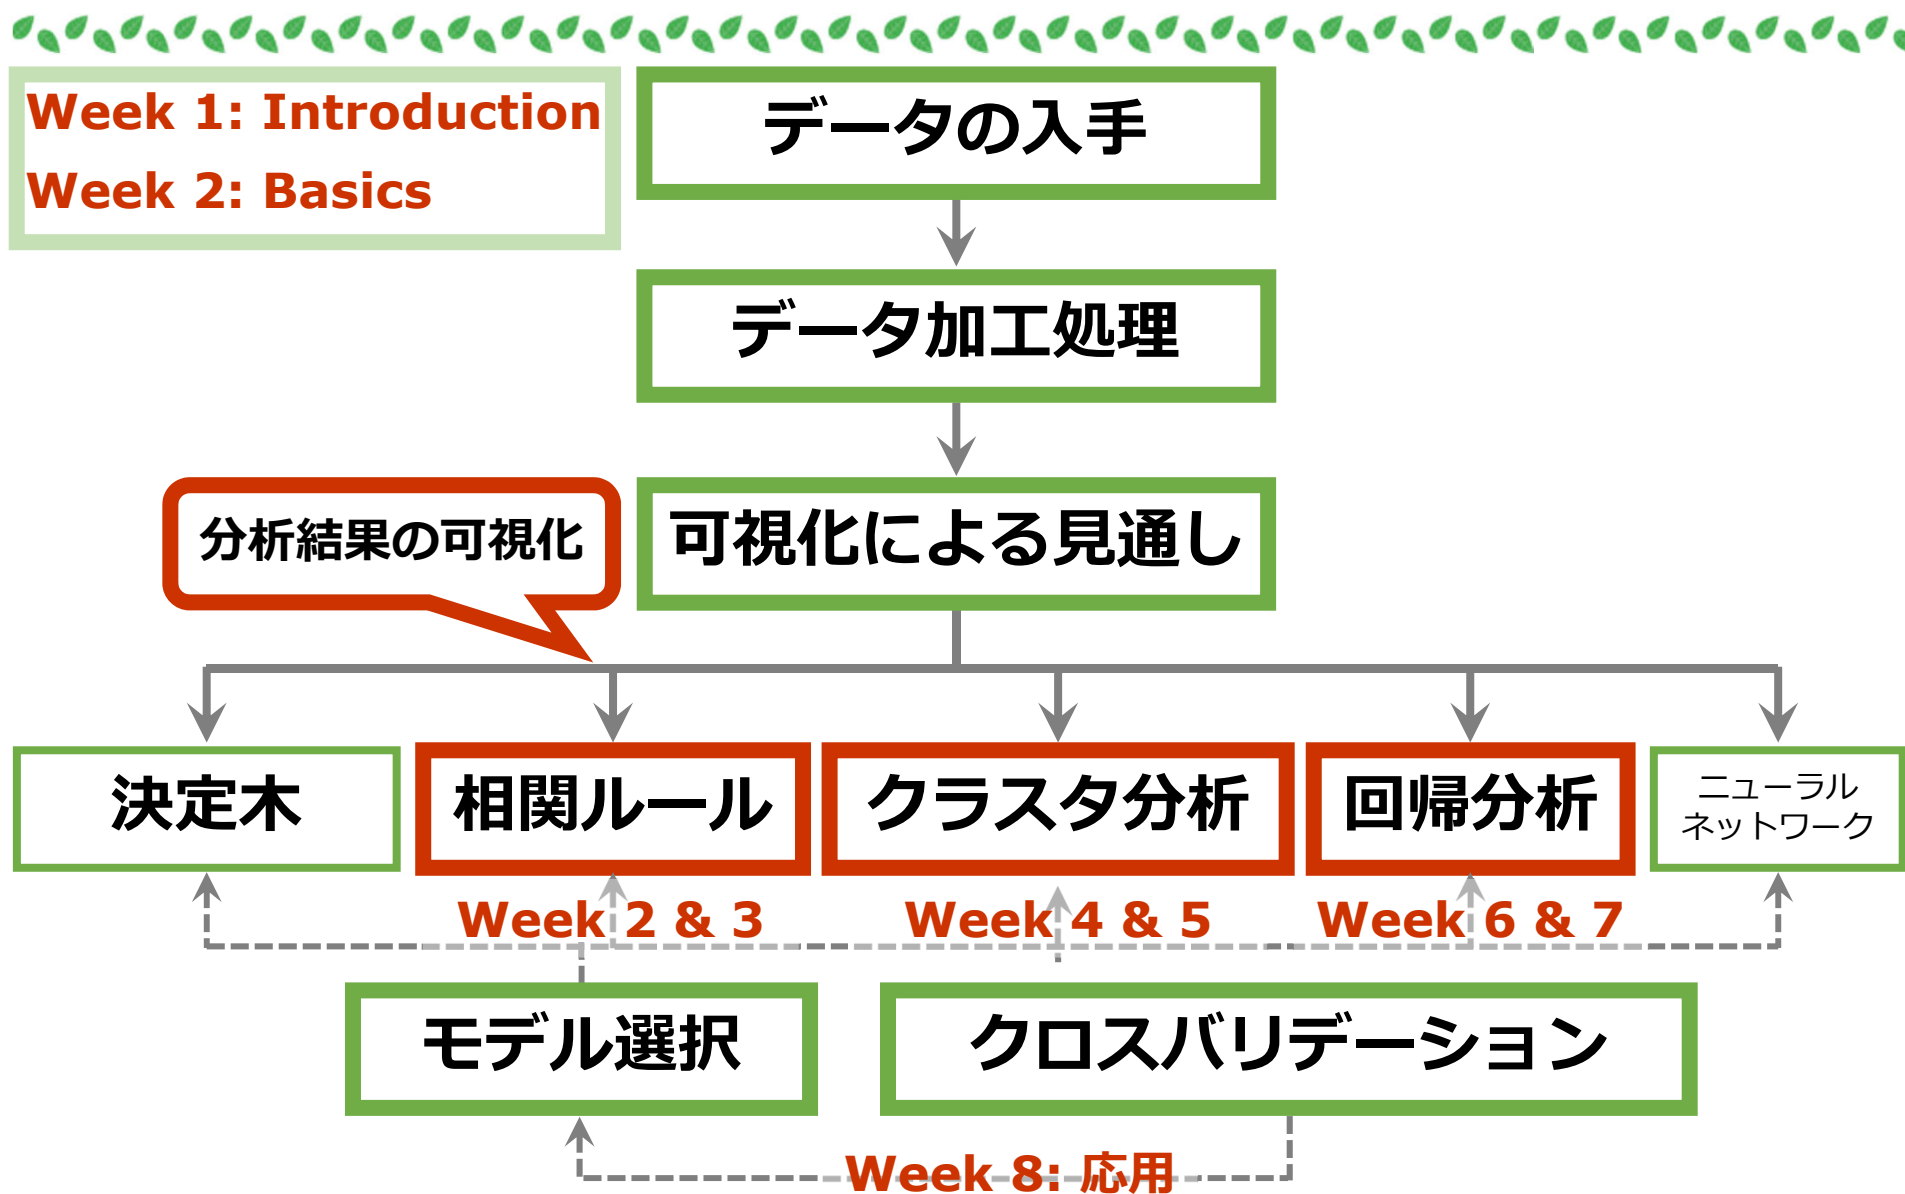 Week 1: Introduction
Week 2: Basics
データの入手
データ加工処理
分析結果の可視化
可視化による見通し
決定木
相関ルール
クラスタ分析
回帰分析
ニューラル
ネットワーク
Week 2 & 3
Week 4 & 5
Week 6 & 7
モデル選択
クロスバリデーション
Week 8: 応用